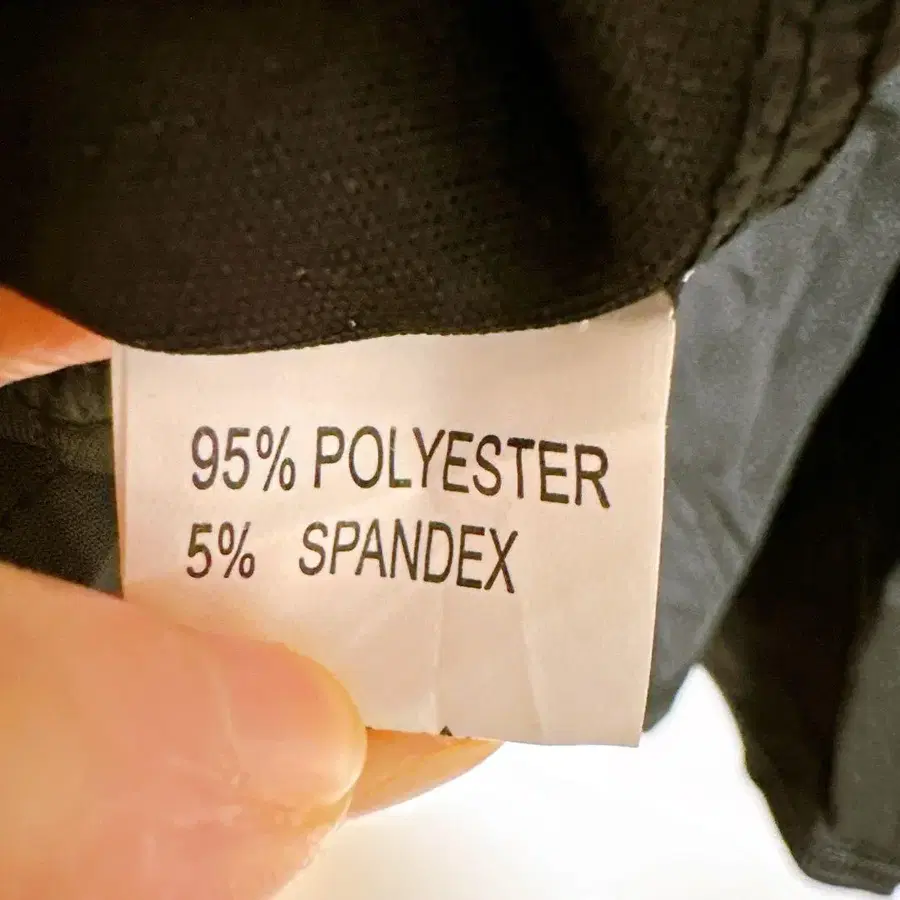 95% POLYESTER
5% SPANDEX